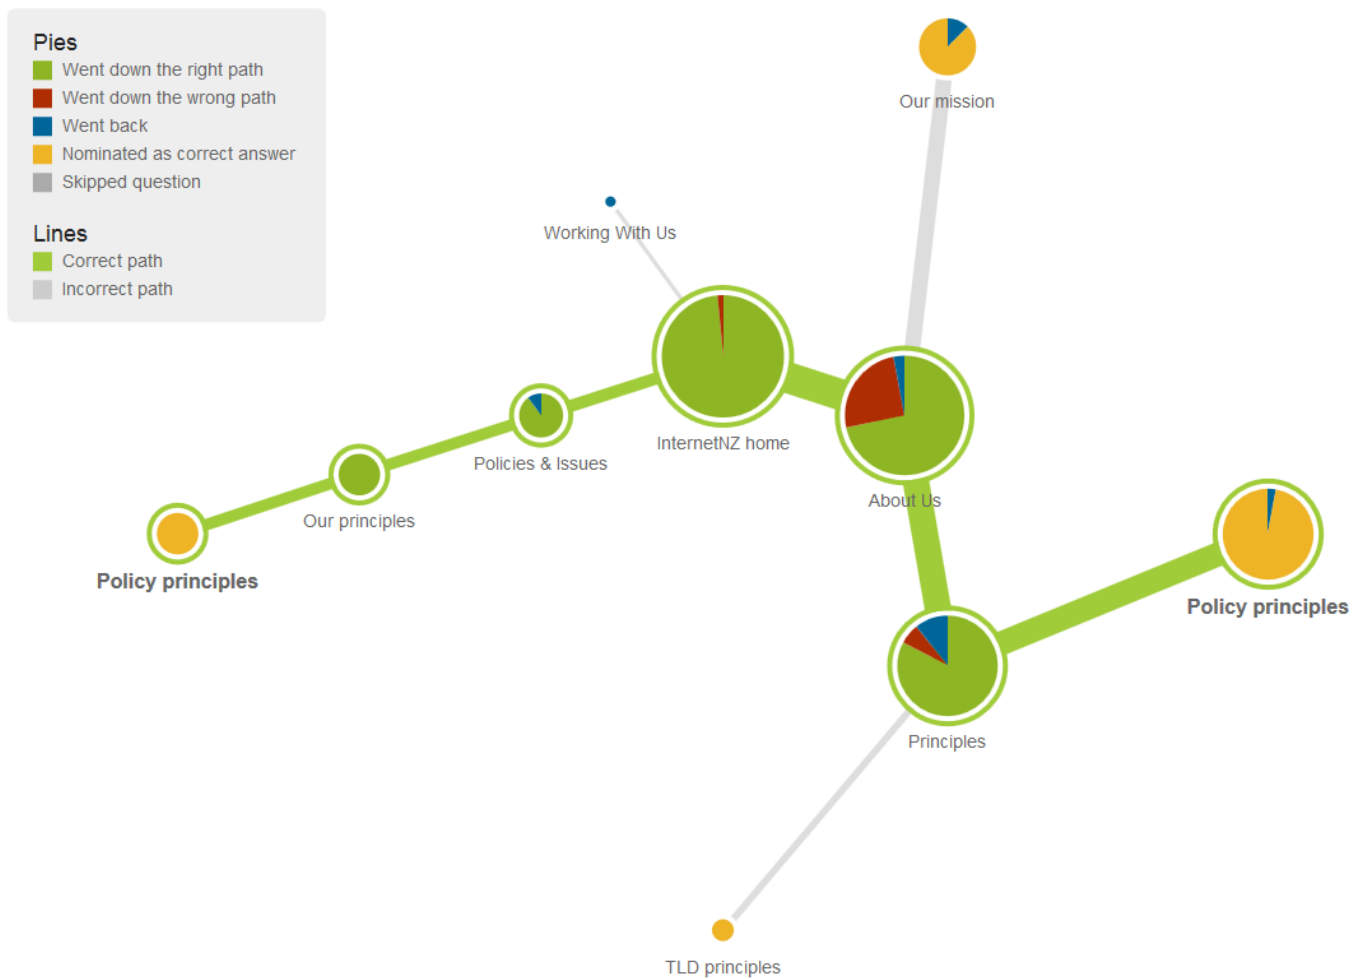 Pies
Went down the right path
Went down the wrong path
Went back
Nominated as correct answer
Skipped question
Lines
Correct path
Incorrect path
Our mission
Working With Us
InternetNZ home
Policies & Issues
About Us
Our principles
Policy principles
Policy principles
Principles
TLD principles